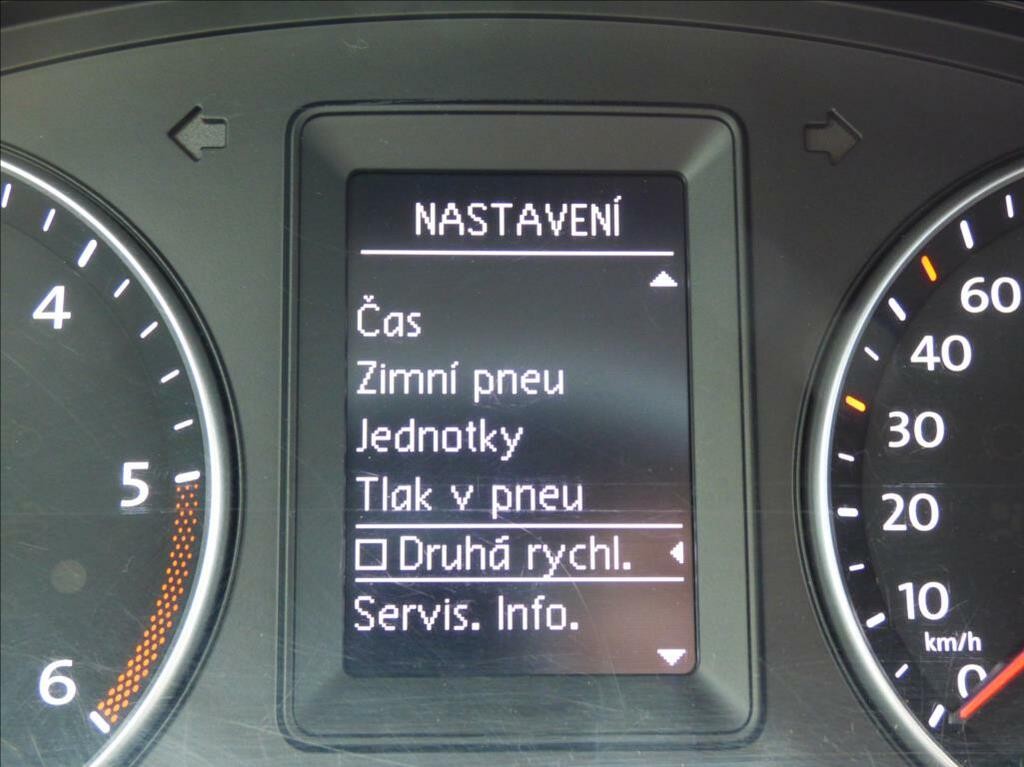 NASTAVENÍ
Čas
Zimní pneu
Jednotky
Tlak v pneu
Druhá rychl.
Servis. Info.
4
5
6
60
40
30
20
10
km/h
0